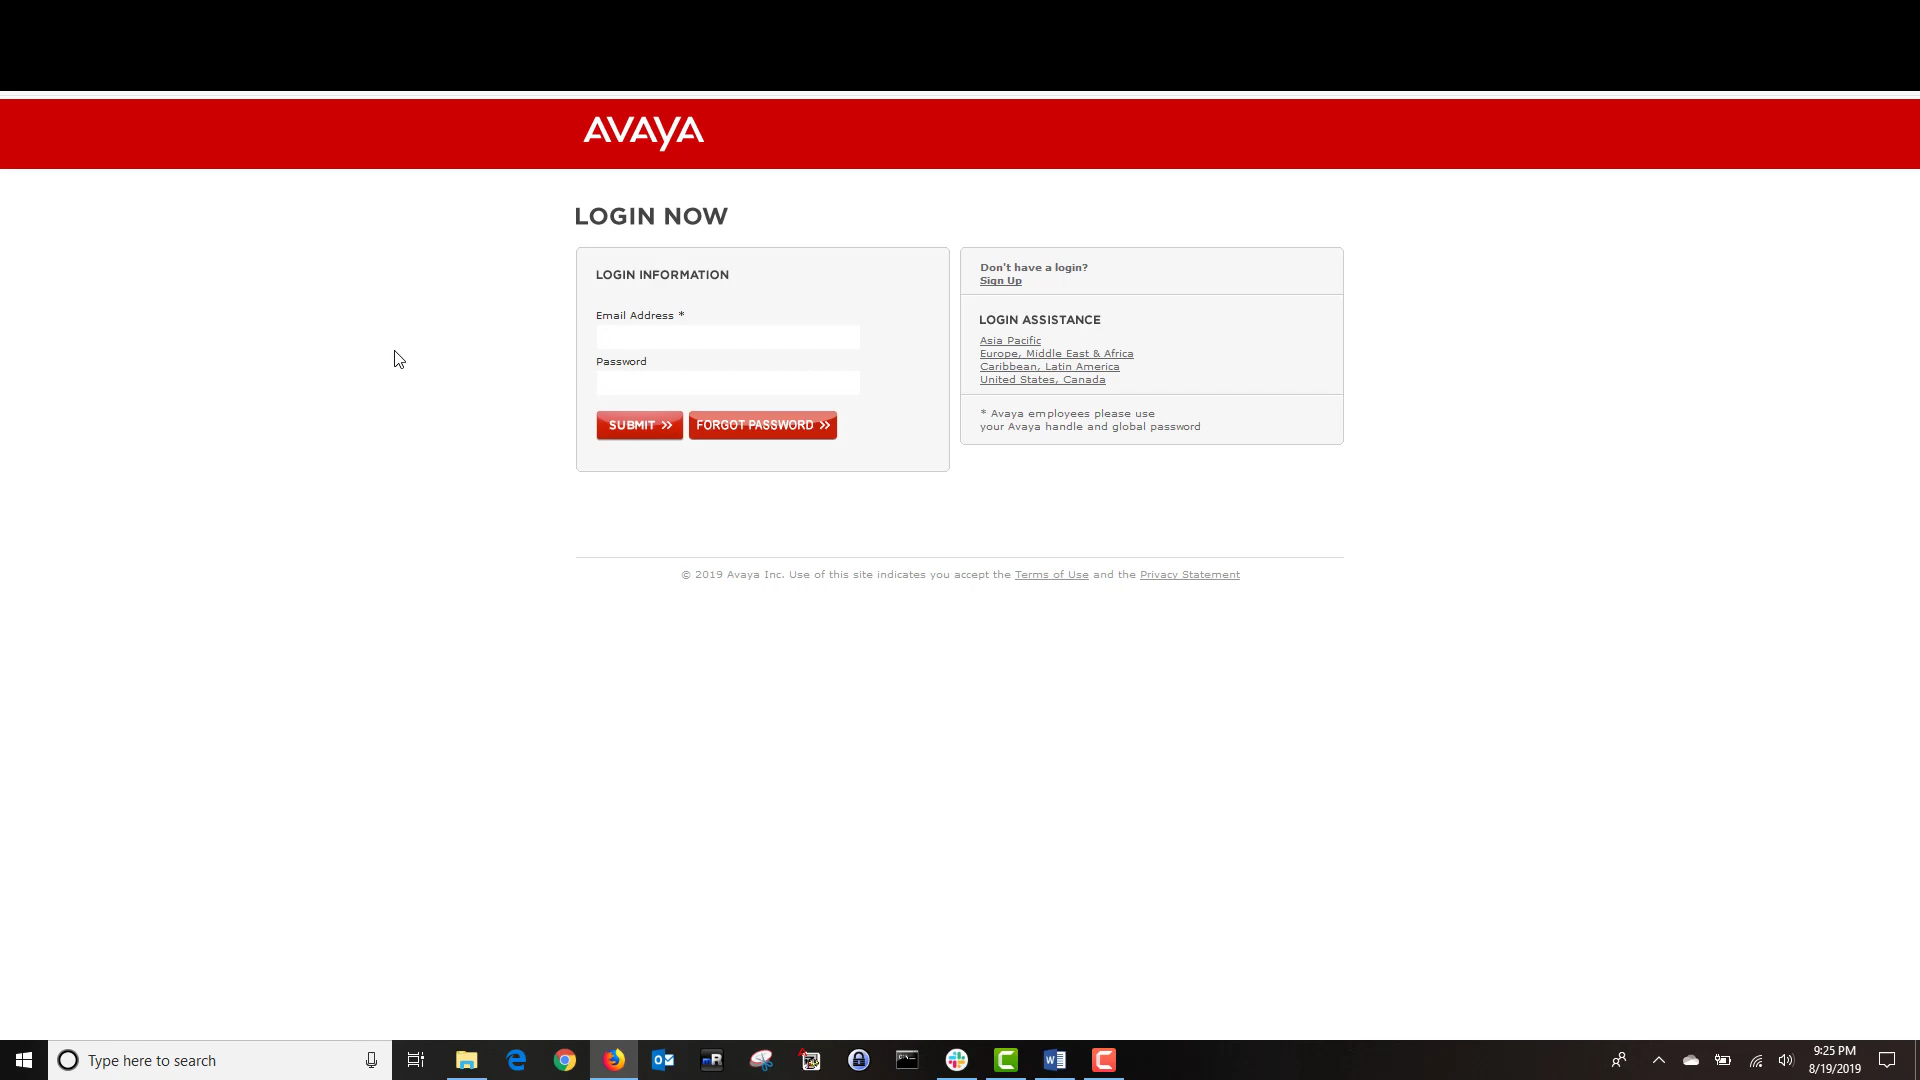 AVAYA
LOGIN NOW
LOGIN INFORMATION
Email Address *
Password
SUBMIT >>
FORGOT PASSWORD >>
Don't have a login?
Sign Up
LOGIN ASSISTANCE
Asia Pacific
Europe, Middle East & Africa
Caribbean, Latin America
United States, Canada
* Avaya employees please use
your Avaya handle and global password
© 2019 Avaya Inc. Use of this site indicates you accept the Terms of Use and the Privacy Statement
Type here to search
9:25 PM
8/19/2019